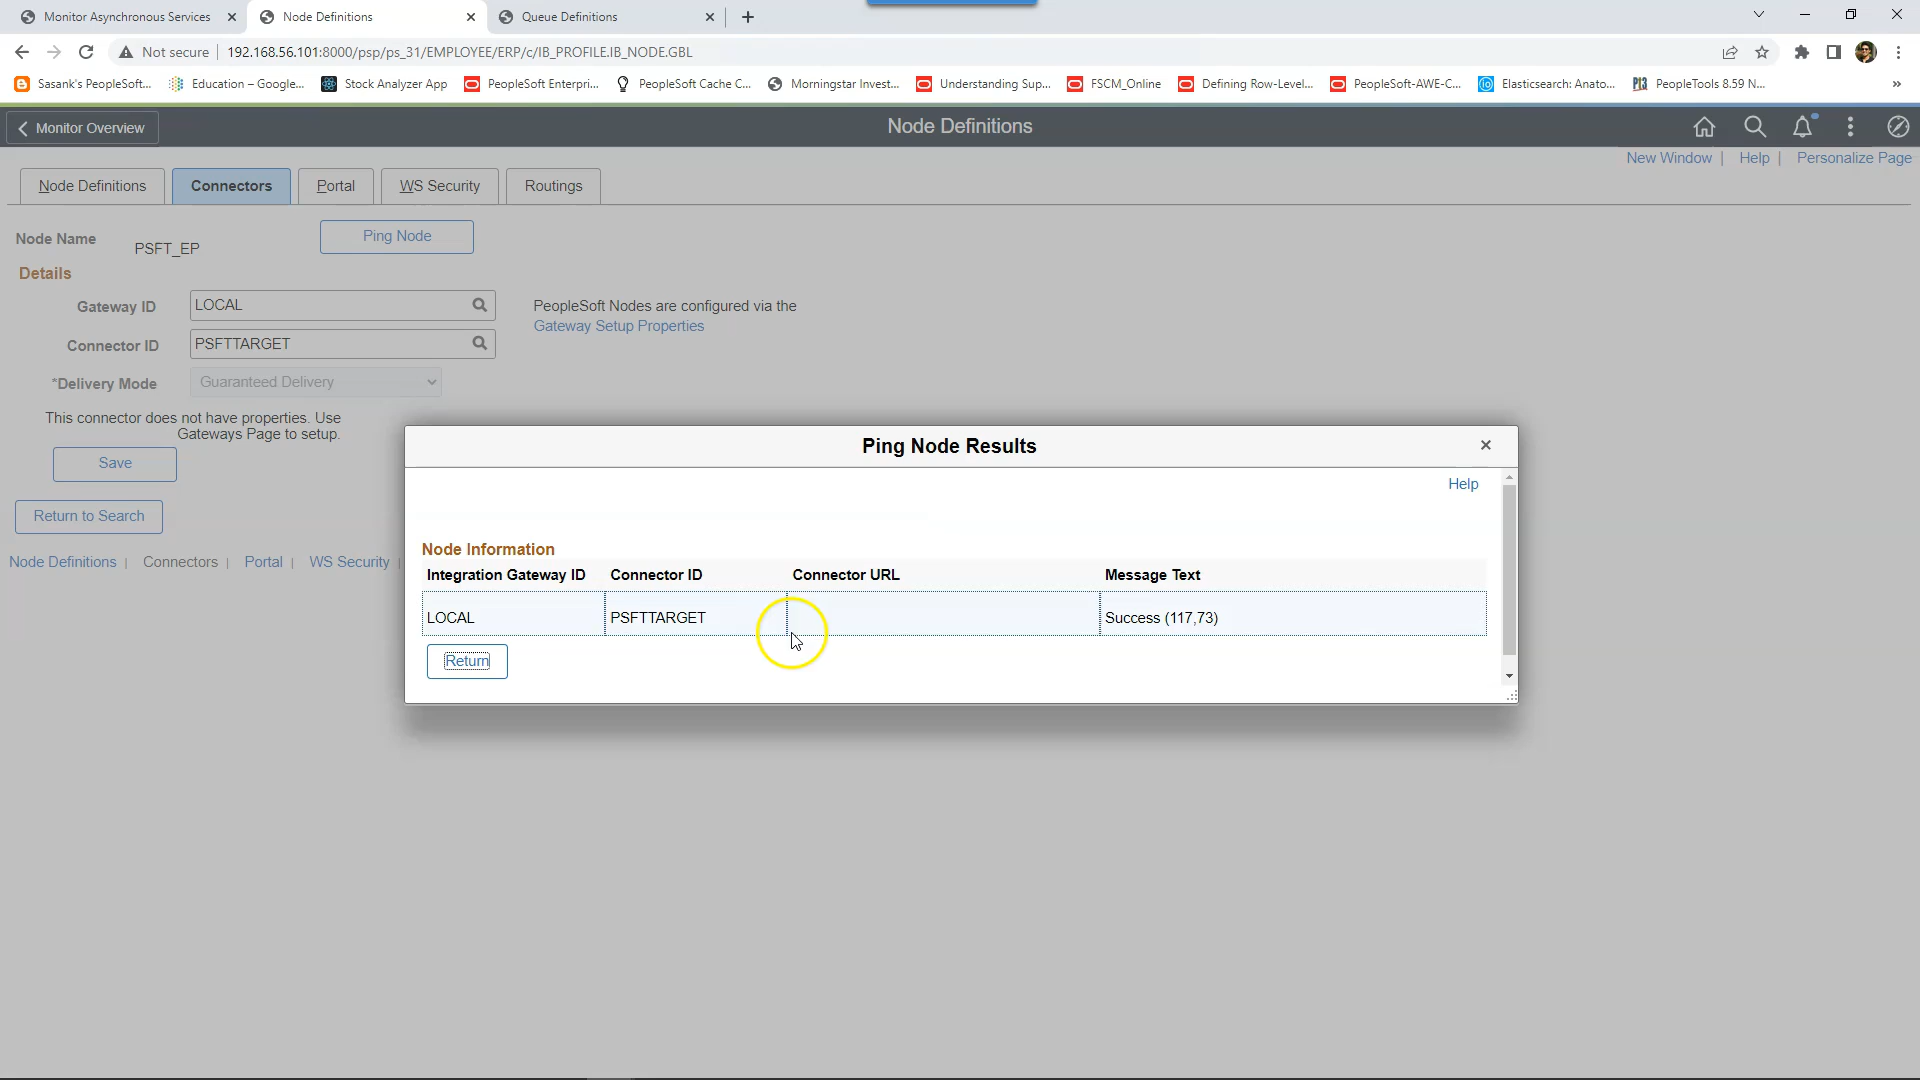 Monitor Asynchronous Services
Node Definitions
Queue Definitions
Not secure
192.168.56.101:8000/psp/ps_31/EMPLOYEE/ERP/c/IB_PROFILE.IB_NODE.GBL
Sasank's PeopleSoft...
Education – Google...
Stock Analyzer App
PeopleSoft Enterpri...
PeopleSoft Cache C...
Morningstar Invest...
Understanding Sup...
FSCM_Online
Defining Row-Level...
PeopleSoft-AWE-C...
Elasticsearch: Anato...
PeopleTools 8.59 N...
»
Monitor Overview
Node Definitions
New Window | Help | Personalize Page
Node Definitions
Connectors
Portal
WS Security
Routings
Node Name
PSFT_EP
Ping Node
Details
Gateway ID
LOCAL
PeopleSoft Nodes are configured via the
Gateway Setup Properties
Connector ID
PSFTTARGET
*Delivery Mode
Guaranteed Delivery
This connector does not have properties. Use
Gateways Page to setup.
Save
Return to Search
Node Definitions | Connectors | Portal | WS Security |
Ping Node Results
Help
Node Information
Integration Gateway ID
Connector ID
Connector URL
Message Text
LOCAL
PSFTTARGET
Success (117,73)
Return